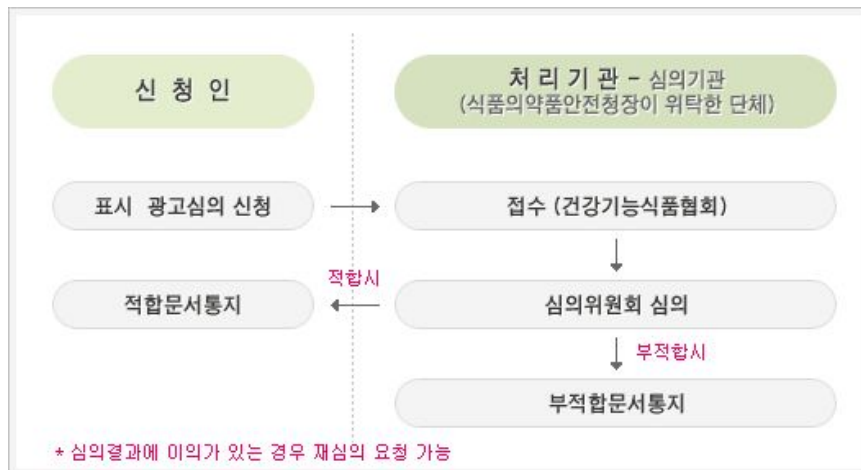 신 청 인
처 리 기 관 - 심의기관
(식품의약품안전청장이 위탁한 단체)
표시 광고심의 신청
접수 (건강기능식품협회)
적합시
적합문서통지
심의위원회 심의
부적합시
부적합문서통지
* 심의결과에 이의가 있는 경우 재심의 요청 가능